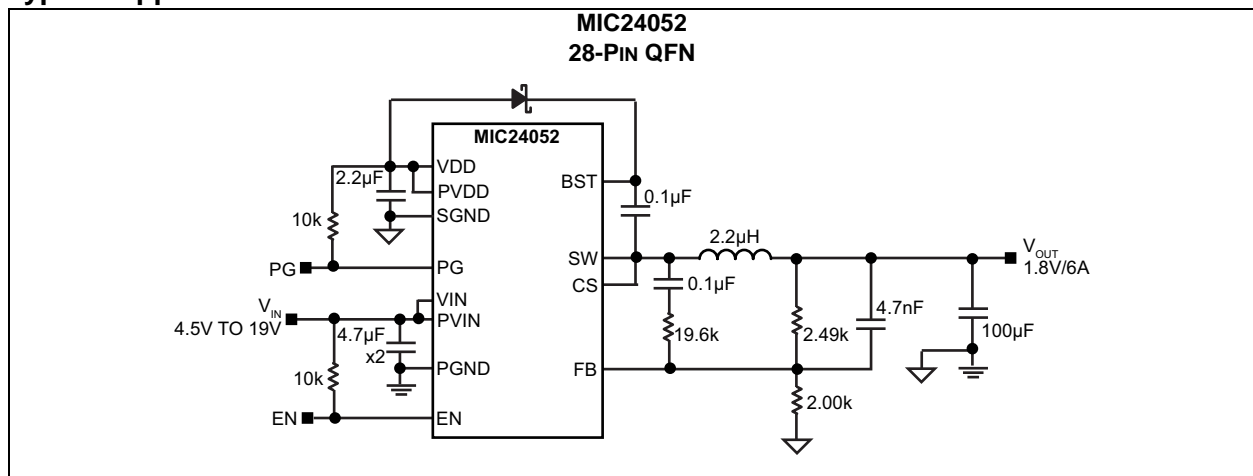 MIC24052
28-PIN QFN
MIC24052
VDD
2.2µF
PVDD
BST
SGND
0.1µF
10k
2.2µH
SW
V_OUT
1.8V/6A
PG
PG
CS
0.1µF
VIN
V_IN
4.5V TO 19V
PVIN
4.7nF
4.7µF
x2
19.6k
2.49k
100µF
PGND
FB
10k
2.00k
EN
EN